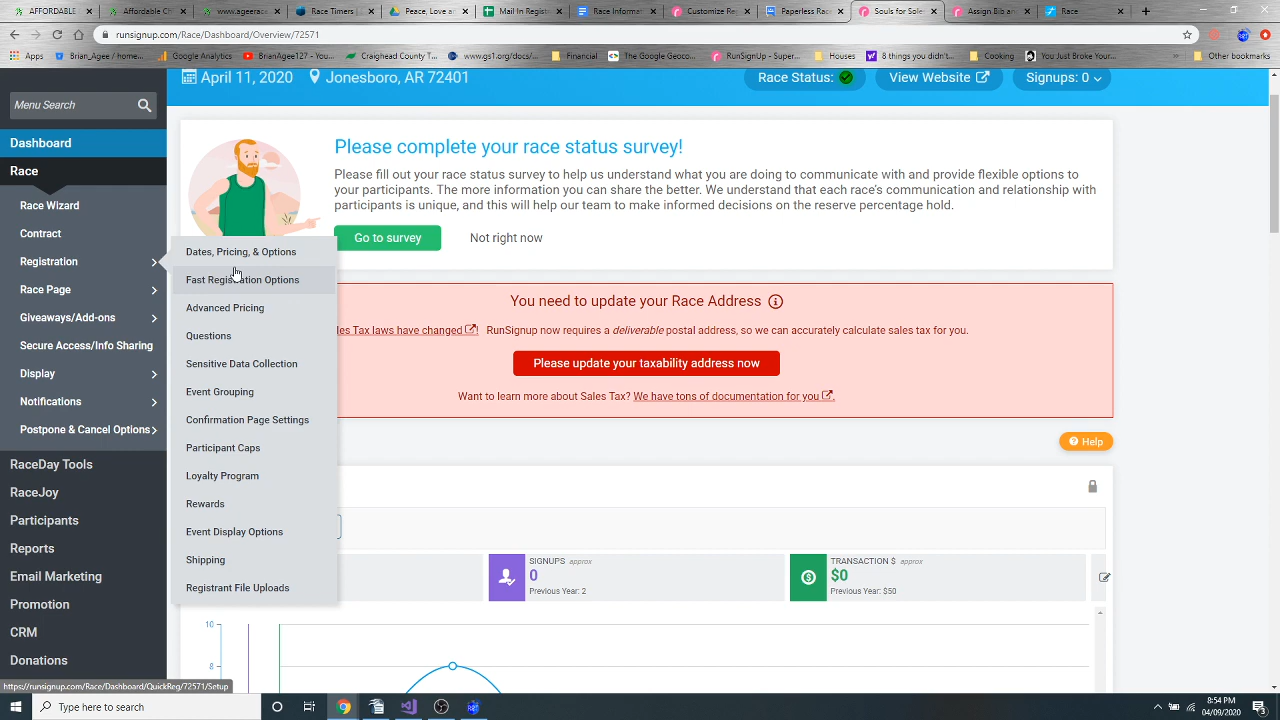 AFFORDABLE
AFFORDABLE
RunSignUp
Race Inform
Peace Love ar
Mail In Regist
Race Informat
Customize Fre
Paperless Rac
Souls for Sole
Assign Bib an
Race
runsignup.com/Race/Dashboard/Overview/72571
Apps
Brian_Agee / home...
Google Analytics
BrianAgee127 - You...
Craighead County T...
www.gs1.org/docs/...
Financial
The Google Geoco...
RunSignUp - Super...
Houses
8 things you didn't...
Cooking
You Just Broke Your...
Other bookmarks
April 11, 2020
Jonesboro, AR 72401
Race Status:
View Website
Signups: 0
Menu Search
Dashboard
Race
Race Wizard
Contract
Registration
Race Page
Giveaways/Add-ons
Secure Access/Info Sharing
Display
Notifications
Postpone & Cancel Options
RaceDay Tools
RaceJoy
Participants
Reports
Email Marketing
Promotion
CRM
Donations
Dates, Pricing, & Options
Fast Registration Options
Advanced Pricing
Questions
Sensitive Data Collection
Event Grouping
Confirmation Page Settings
Participant Caps
Loyalty Program
Rewards
Event Display Options
Shipping
Registrant File Uploads
Please complete your race status survey!
Please fill out your race status survey to help us understand what you are doing to communicate with and provide flexible options to
your participants. The more information you can share the better. We understand that each race's communication and relationship with
participants is unique, and this will help our team to make informed decisions on the reserve percentage hold.
Go to survey
Not right now
You need to update your Race Address
les Tax laws have changed! RunSignup now requires a deliverable postal address, so we can accurately calculate sales tax for you.
Please update your taxability address now
Want to learn more about Sales Tax? We have tons of documentation for you.
Help
SIGNUPS approx
0
Previous Year: 2
TRANSACTION $ approx
$0
Previous Year: $50
10
8
https://runsignup.com/Race/Dashboard/QuickReg/72571/Setup
Type here to search
8:54 PM
04/09/2020
3